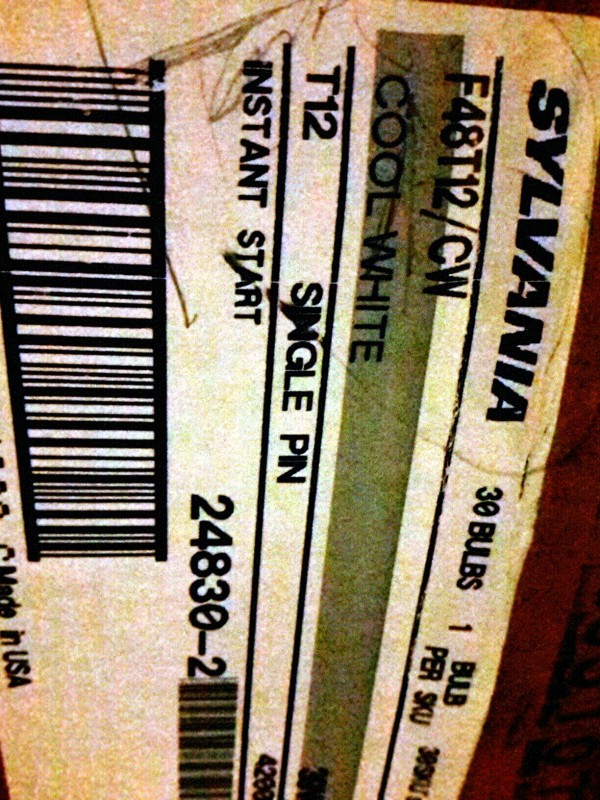 SYLVANIA
30 BULBS 1 BULB PER SKU
F48T12/CW
COOL WHITE
T12 SINGLE PIN
INSTANT START
24830-2
Made in USA